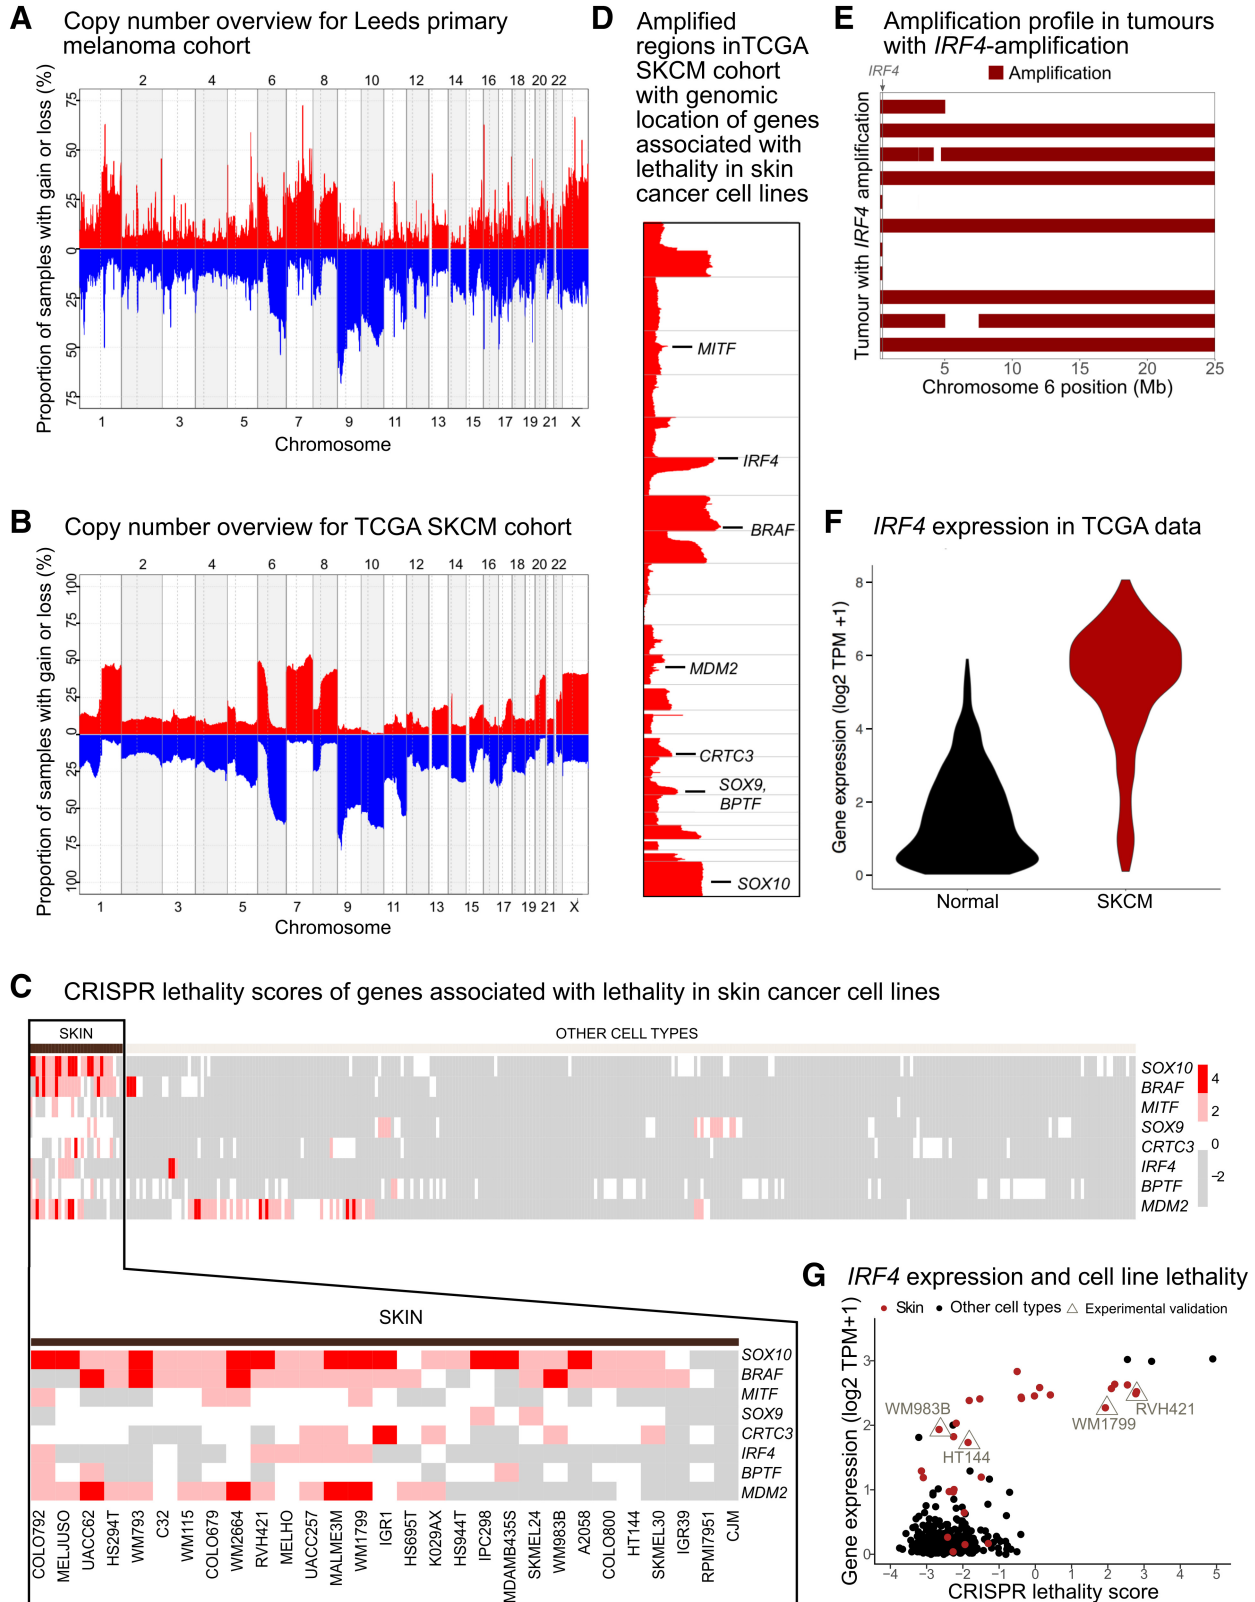 A
Copy number overview for Leeds primary
melanoma cohort
2 4 6 8 10 12 14 16 18 20 22
Proportion of samples with gain or loss (%)
75
50
25
0
25
50
75
1 3 5 7 9 11 13 15 17 19 21 X
Chromosome
B
Copy number overview for TCGA SKCM cohort
2 4 6 8 10 12 14 16 18 20 22
Proportion of samples with gain or loss (%)
100
75
50
25
0
25
50
75
100
1 3 5 7 9 11 13 15 17 19 21 X
Chromosome
D
Amplified
regions inTCGA
SKCM cohort
with genomic
location of genes
associated with
lethality in skin
cancer cell lines
MITF
IRF4
BRAF
MDM2
CRTC3
SOX9,
BPTF
SOX10
E
Amplification profile in tumours
with IRF4-amplification
IRF4
Amplification
Tumour with IRF4 amplification
5 10 15 20 25
Chromosome 6 position (Mb)
F
IRF4 expression in TCGA data
Gene expression (log2 TPM +1)
8
6
4
2
0
Normal SKCM
C
CRISPR lethality scores of genes associated with lethality in skin cancer cell lines
SKIN OTHER CELL TYPES
SOX10
BRAF
MITF
SOX9
CRTC3
IRF4
BPTF
MDM2
4
2
0
−2
SKIN
SOX10
BRAF
MITF
SOX9
CRTC3
IRF4
BPTF
MDM2
COLO792
MELJUSO
UACC62
HS294T
WM793
C32
WM115
COLO679
WM2664
RVH421
MELHO
UACC257
MALME3M
WM1799
IGR1
HS695T
K029AX
HS944T
IPC298
MDAMB435S
SKMEL24
WM983B
A2058
COLO800
HT144
SKMEL30
IGR39
RPMI7951
CJM
G
IRF4 expression and cell line lethality
Skin Other cell types Experimental validation
Gene expression (log2 TPM+1)
3
2
1
0
WM983B
HT144
WM1799
RVH421
−4 −3 −2 −1 0 1 2 3 4 5
CRISPR lethality score